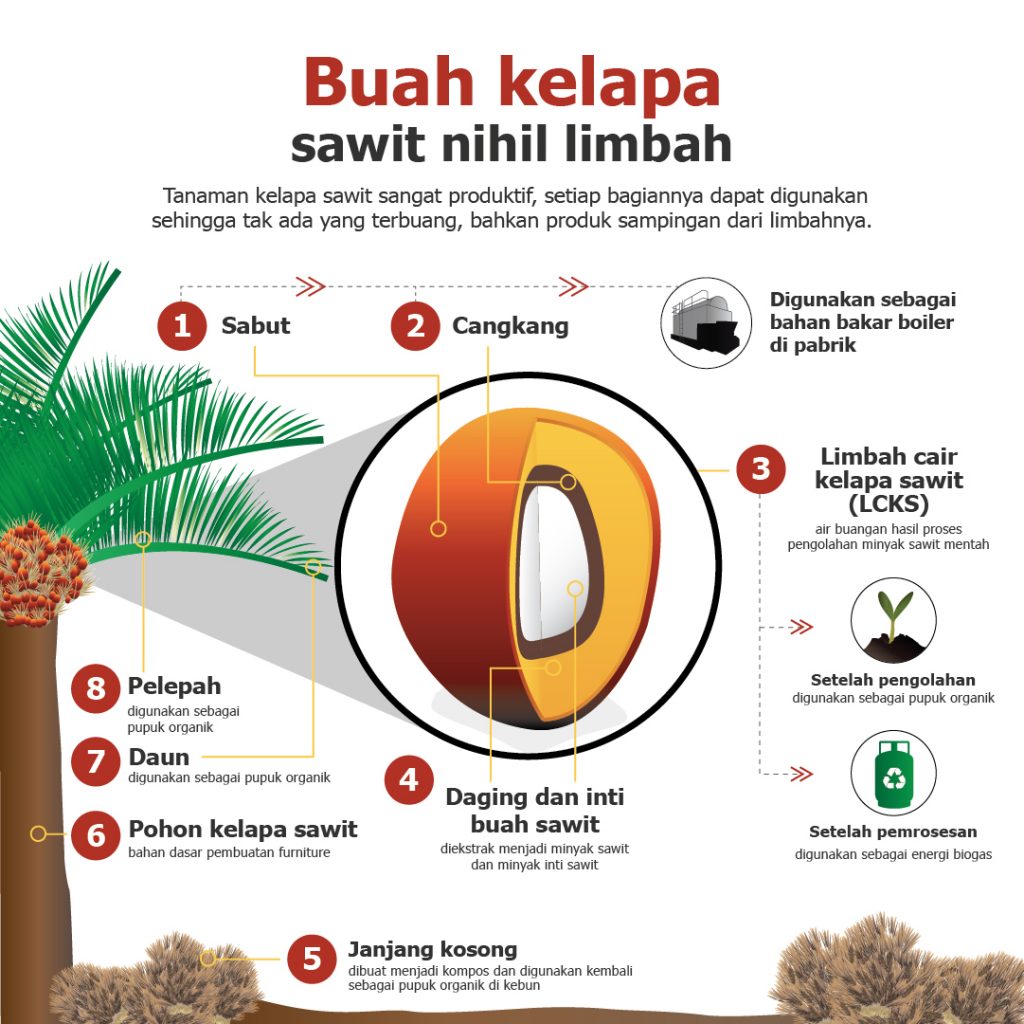 Buah kelapa
sawit nihil limbah
Tanaman kelapa sawit sangat produktif, setiap bagiannya dapat digunakan
sehingga tak ada yang terbuang, bahkan produk sampingan dari limbahnya.
1 Sabut
2 Cangkang
Digunakan sebagai
bahan bakar boiler
di pabrik
3 Limbah cair
kelapa sawit
(LCKS)
air buangan hasil proses
pengolahan minyak sawit mentah
Setelah pengolahan
digunakan sebagai pupuk organik
Setelah pemrosesan
digunakan sebagai energi biogas
4 Daging dan inti
buah sawit
diekstrak menjadi minyak sawit
dan minyak inti sawit
5 Janjang kosong
dibuat menjadi kompos dan digunakan kembali
sebagai pupuk organik di kebun
6 Pohon kelapa sawit
bahan dasar pembuatan furniture
7 Daun
digunakan sebagai pupuk organik
8 Pelepah
digunakan sebagai
pupuk organik